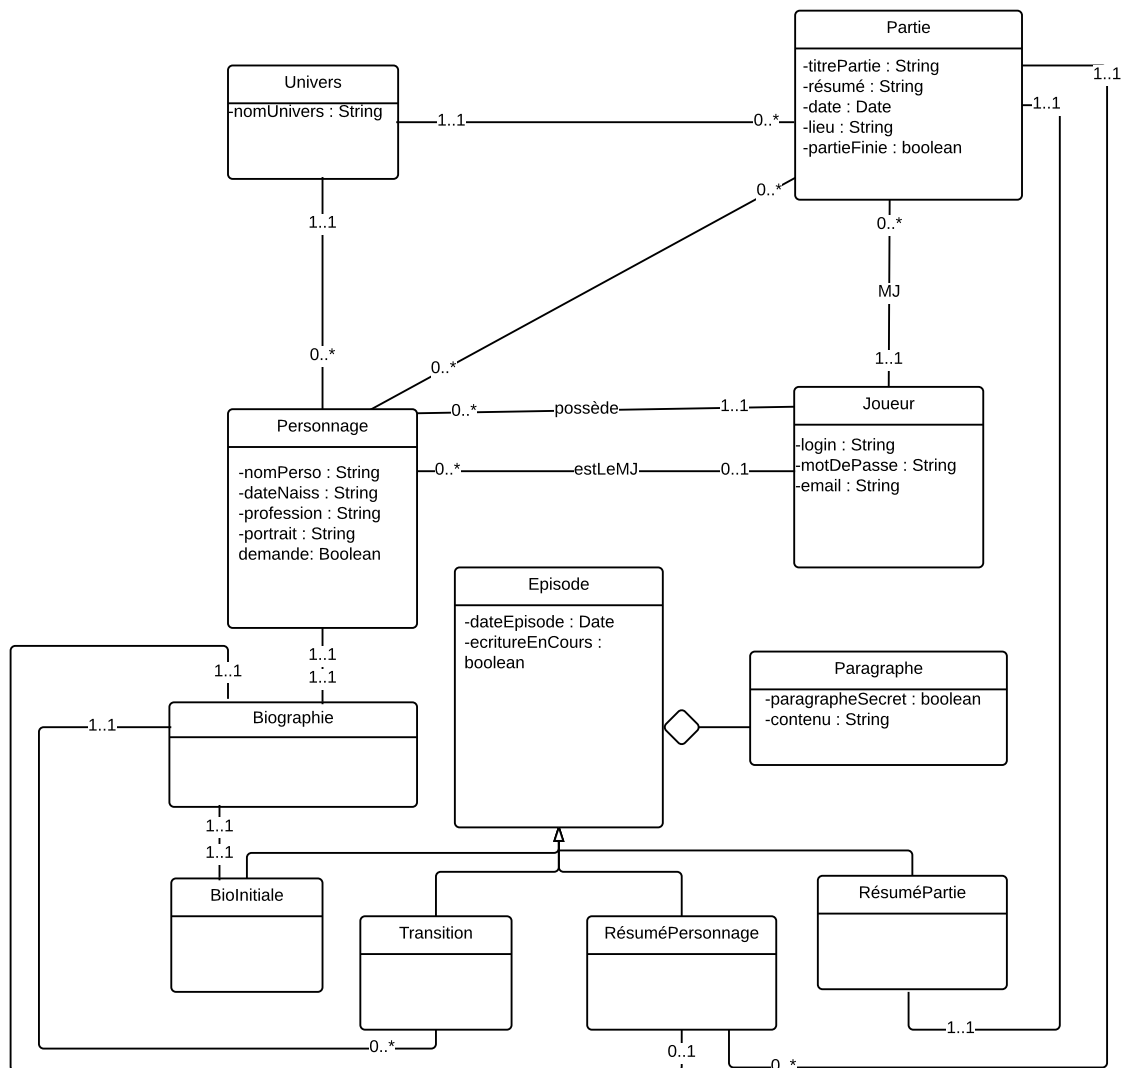 Partie
-titrePartie : String
-résumé : String
-date : Date
-lieu : String
-partieFinie : boolean
1..1
1..1
Univers
-nomUnivers : String
1..1
0..*
0..*
0..*
1..1
MJ
0..*
0..*
1..1
Personnage
-nomPerso : String
-dateNaiss : String
-profession : String
-portrait : String
demande: Boolean
0..*
possède
1..1
0..*
estLeMJ
0..1
Joueur
-login : String
-motDePasse : String
-email : String
Episode
-dateEpisode : Date
-ecritureEnCours :
boolean
Paragraphe
-paragrapheSecret : boolean
-contenu : String
1..1
1..1
1..1
1..1
Biographie
1..1
1..1
BioInitiale
Transition
RésuméPersonnage
RésuméPartie
0..*
0..1
0..*
1..1